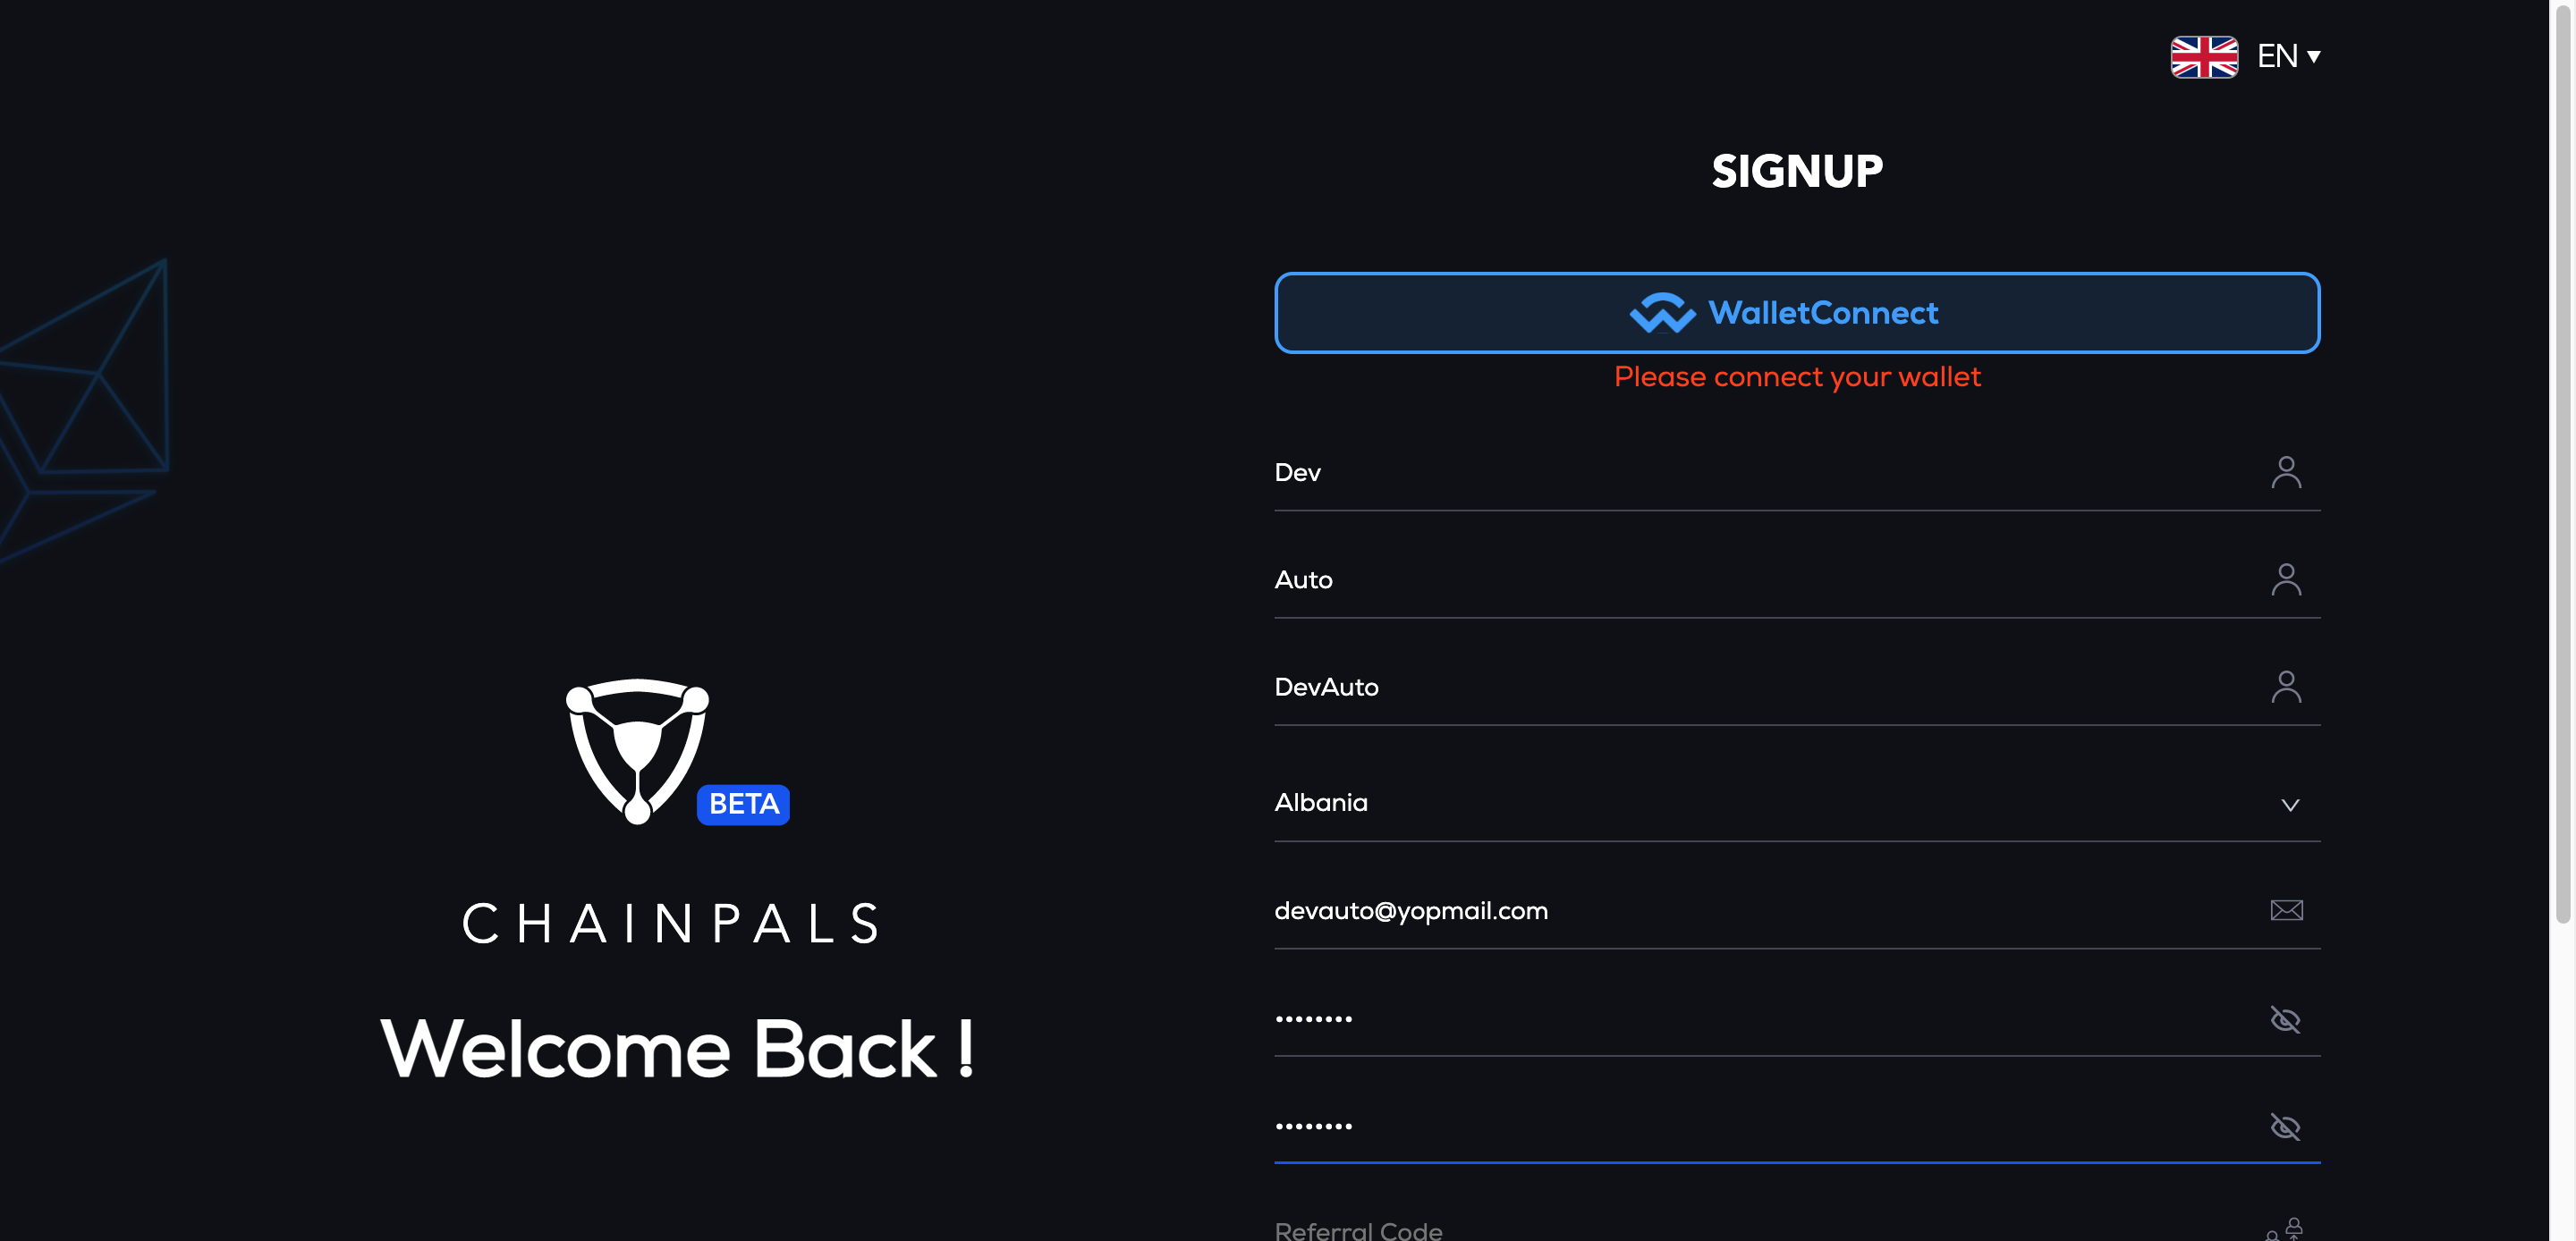 EN
SIGNUP
WalletConnect
Please connect your wallet
Dev
Auto
DevAuto
Albania
devauto@yopmail.com
••••••••
••••••••
Referral Code
BETA
CHAINPALS
Welcome Back !